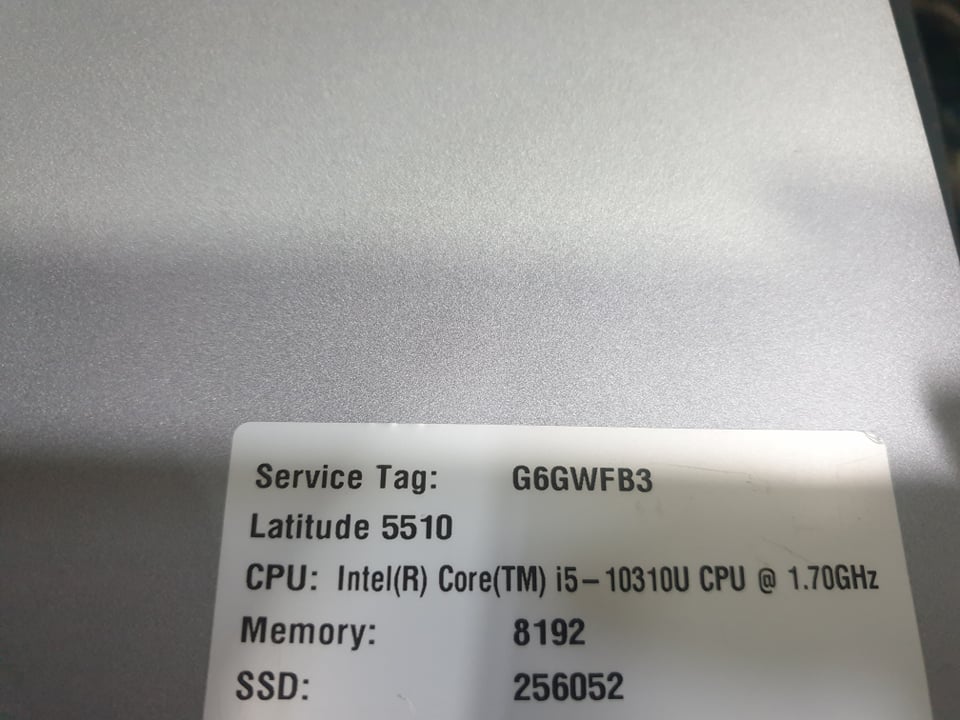 Service Tag: G6GWFB3
Latitude 5510
CPU: Intel(R) Core(TM) i5-10310U CPU @ 1.70GHz
Memory: 8192
SSD: 256052